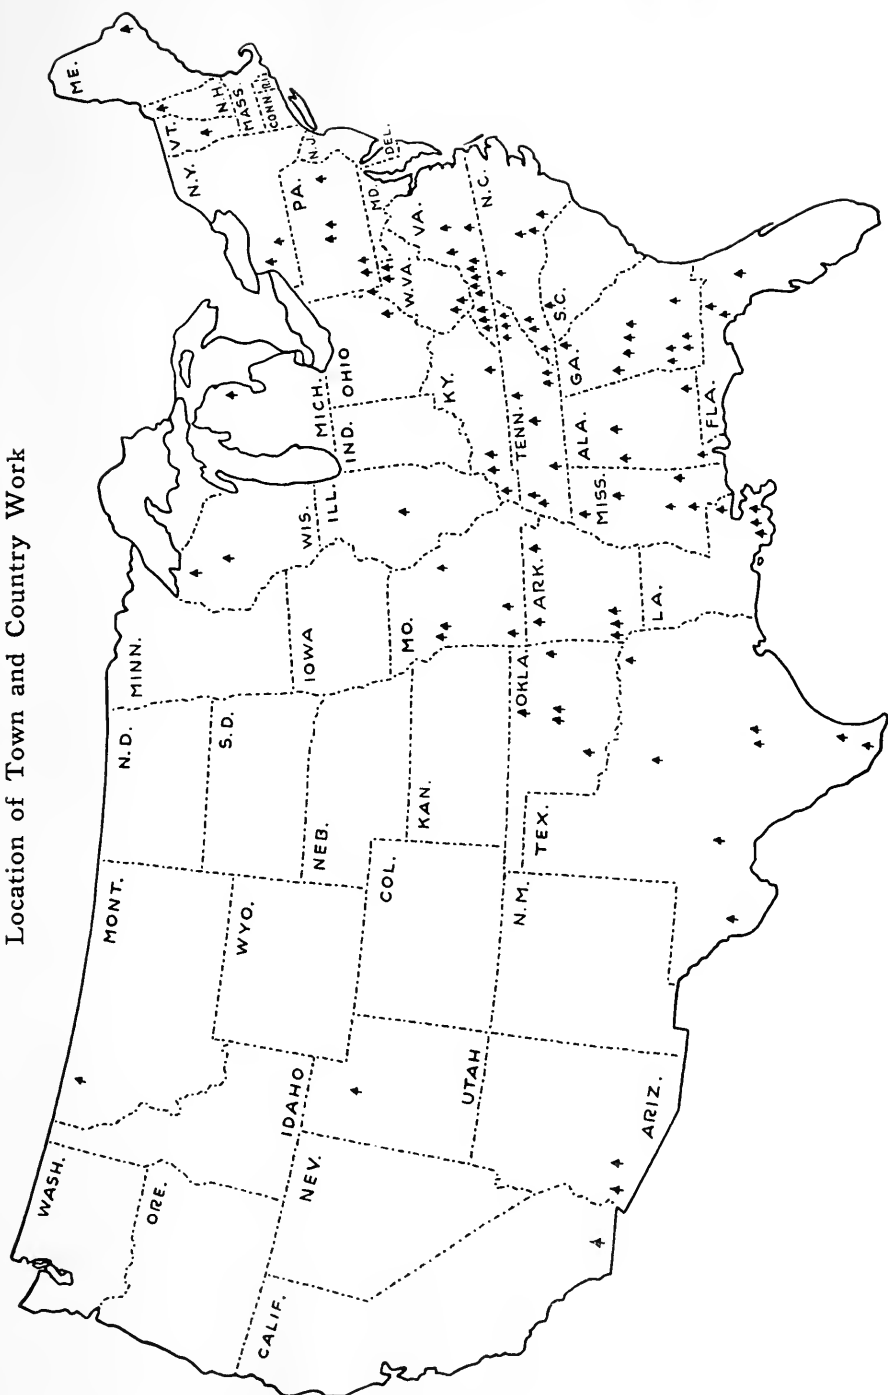 Location of Town and Country Work
WASH.
ORE.
CALIF.
NEV.
IDAHO
MONT.
WYO.
UTAH
ARIZ.
COL.
N.M.
N.D.
S.D.
NEB.
KAN.
OKLA.
TEX.
MINN.
IOWA
MO.
ARK.
LA.
WIS.
ILL.
MICH.
IND.
OHIO
KY.
TENN.
MISS.
ALA.
GA.
FLA.
S.C.
N.C.
VA.
W.VA.
MD.
DEL.
PA.
N.J.
N.Y.
VT.
N.H.
MASS.
CONN.
R.I.
ME.